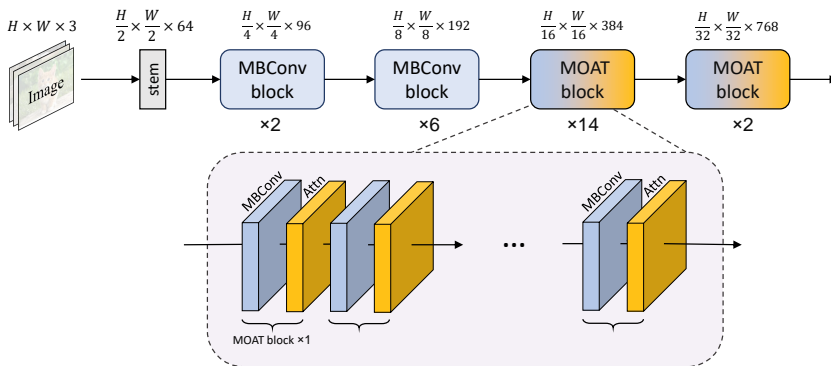 H × W × 3
H/2 × W/2 × 64
H/4 × W/4 × 96
H/8 × W/8 × 192
H/16 × W/16 × 384
H/32 × W/32 × 768
Image
stem
MBConv
block
MBConv
block
MOAT
block
MOAT
block
×2
×6
×14
×2
MBConv
Attn
...
MBConv
Attn
MOAT block ×1